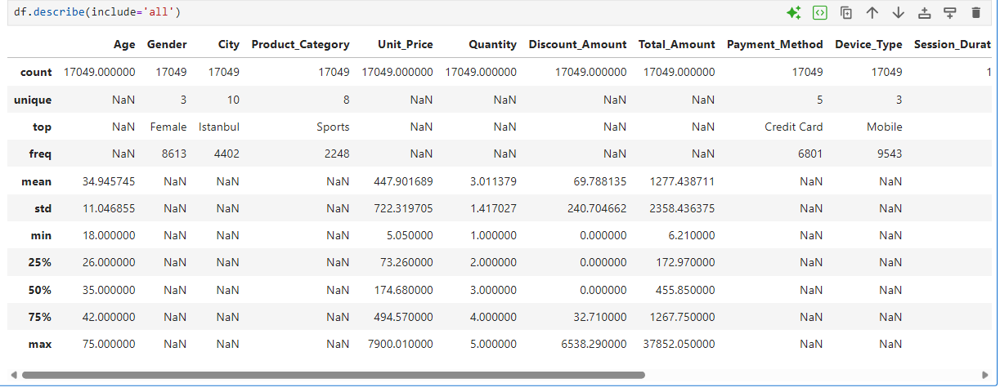 df.describe(include='all')
Age Gender City Product_Category Unit_Price Quantity Discount_Amount Total_Amount Payment_Method Device_Type Session_Durat
count 17049.000000 17049 17049 17049 17049.000000 17049.000000 17049.000000 17049.000000 17049 17049 1
unique NaN 3 10 8 NaN NaN NaN NaN 5 3
top NaN Female Istanbul Sports NaN NaN NaN NaN Credit Card Mobile
freq NaN 8613 4402 2248 NaN NaN NaN NaN 6801 9543
mean 34.945745 NaN NaN NaN 447.901689 3.011379 69.788135 1277.438711 NaN NaN
std 11.046855 NaN NaN NaN 722.319705 1.417027 240.704662 2358.436375 NaN NaN
min 18.000000 NaN NaN NaN 5.050000 1.000000 0.000000 6.210000 NaN NaN
25% 26.000000 NaN NaN NaN 73.260000 2.000000 0.000000 172.970000 NaN NaN
50% 35.000000 NaN NaN NaN 174.680000 3.000000 0.000000 455.850000 NaN NaN
75% 42.000000 NaN NaN NaN 494.570000 4.000000 32.710000 1267.750000 NaN NaN
max 75.000000 NaN NaN NaN 7900.010000 5.000000 6538.290000 37852.050000 NaN NaN